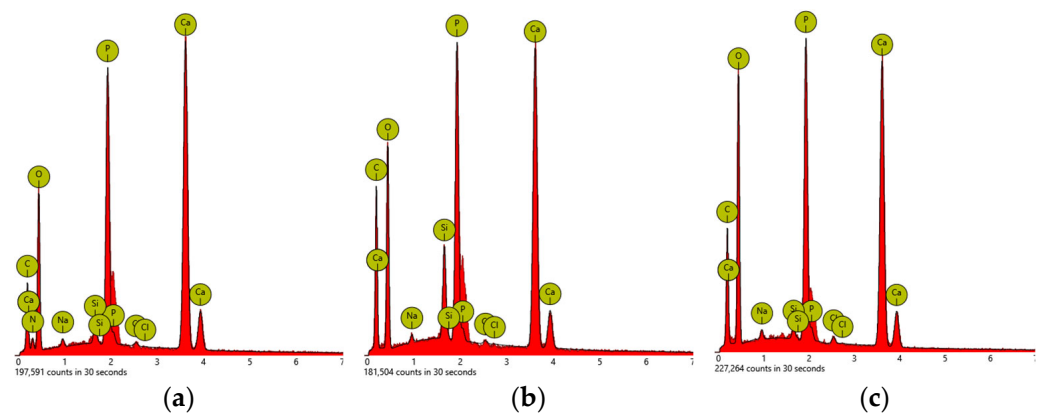 Ca
P
O
C
Ca
N
Na
Si
Si
P
Cl
Ca
0 1 2 3 4 5 6 7
197,591 counts in 30 seconds
(a)
P
Ca
O
C
Si
Ca
Na
Si
P
Cl
Ca
0 1 2 3 4 5 6 7
181,504 counts in 30 seconds
(b)
P
O
Ca
C
Ca
Na
Si
Si
P
Cl
Cl
Ca
0 1 2 3 4 5 6 7
227,264 counts in 30 seconds
(c)